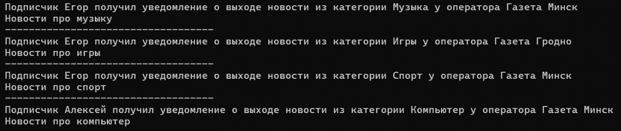 Подписчик Егор получил уведомление о выходе новости из категории Музыка у оператора Газета Минск
Новости про музыку
-----------------------------------
Подписчик Егор получил уведомление о выходе новости из категории Игры у оператора Газета Гродно
Новости про игры
-----------------------------------
Подписчик Егор получил уведомление о выходе новости из категории Спорт у оператора Газета Минск
Новости про спорт
-----------------------------------
Подписчик Алексей получил уведомление о выходе новости из категории Компьютер у оператора Газета Минск
Новости про компьютер